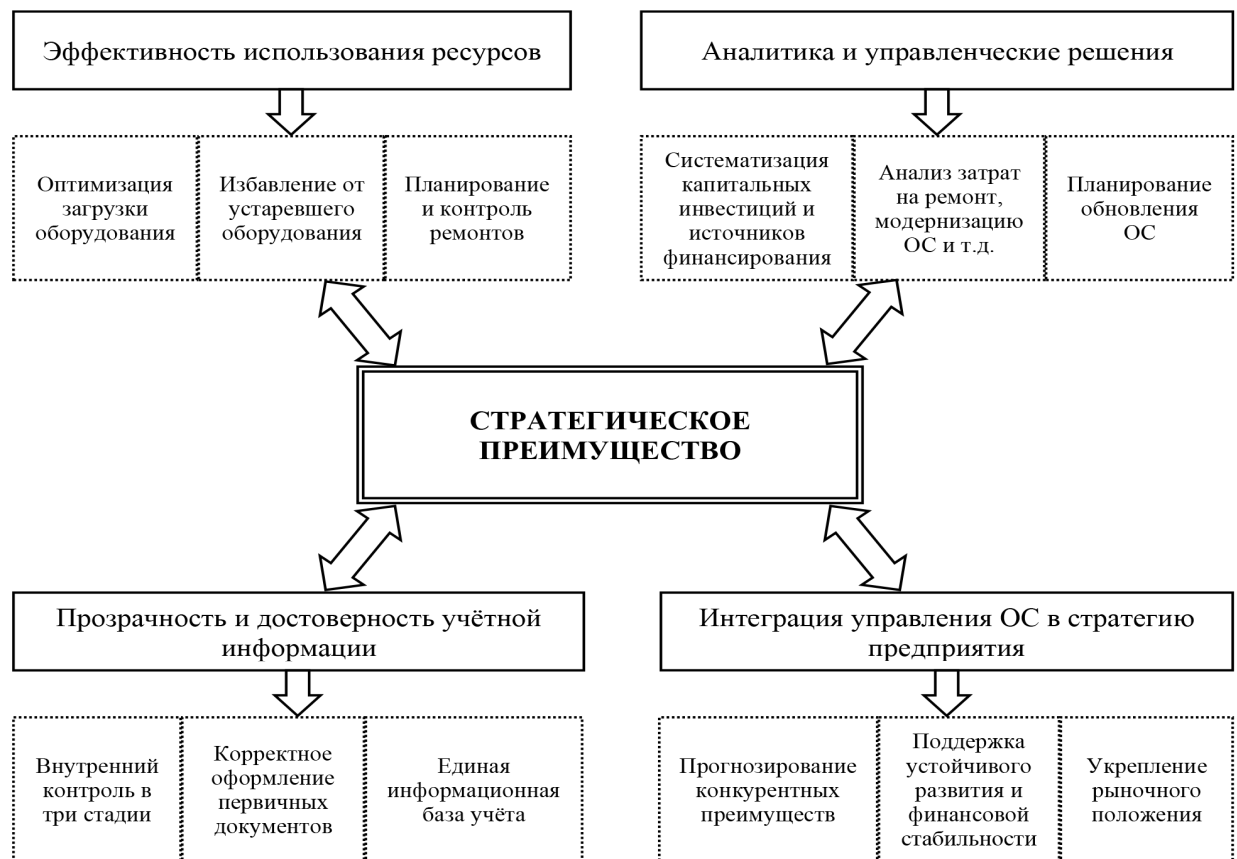 Эффективность использования ресурсов
Аналитика и управленческие решения
Оптимизация
загрузки
оборудования
Избавление от
устаревшего
оборудования
Планирование
и контроль
ремонтов
Систематизация
капитальных
инвестиций и
источников
финансирования
Анализ затрат
на ремонт,
модернизацию
ОС и т.д.
Планирование
обновления
ОС
СТРАТЕГИЧЕСКОЕ
ПРЕИМУЩЕСТВО
Прозрачность и достоверность учётной
информации
Интеграция управления ОС в стратегию
предприятия
Внутренний
контроль в
три стадии
Корректное
оформление
первичных
документов
Единая
информационная
база учёта
Прогнозирование
конкурентных
преимуществ
Поддержка
устойчивого
развития и
финансовой
стабильности
Укрепление
рыночного
положения